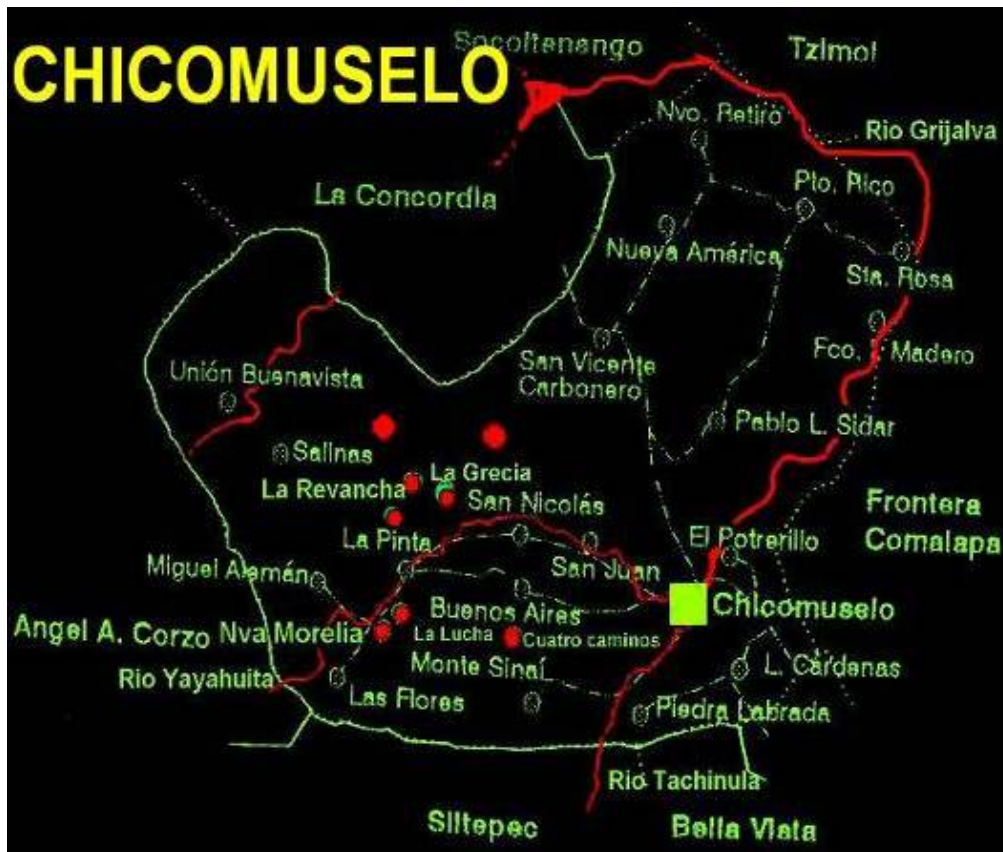 Socoltenango
Tzimol
CHICOMUSELO
Nvo. Retiro
Rio Grijalva
La Concordia
Pto. Rico
Nueva América
Sta. Rosa
San Vicente
Carbonero
Fco. I. Madero
Unión Buenavista
Pablo L. Sidar
Salinas
La Grecia
La Revancha
San Nicolás
Frontera
Comalapa
La Pinta
El Potrerillo
Miguel Alemán
San Juan
Buenos Aires
Chicomuselo
Angel A. Corzo
Nva Morelia
La Lucha
Cuatro caminos
Rio Yayahuita
Monte Sinaí
L. Cárdenas
Las Flores
Piedra Labrada
Rio Tachinula
Siltepec
Bella Vista